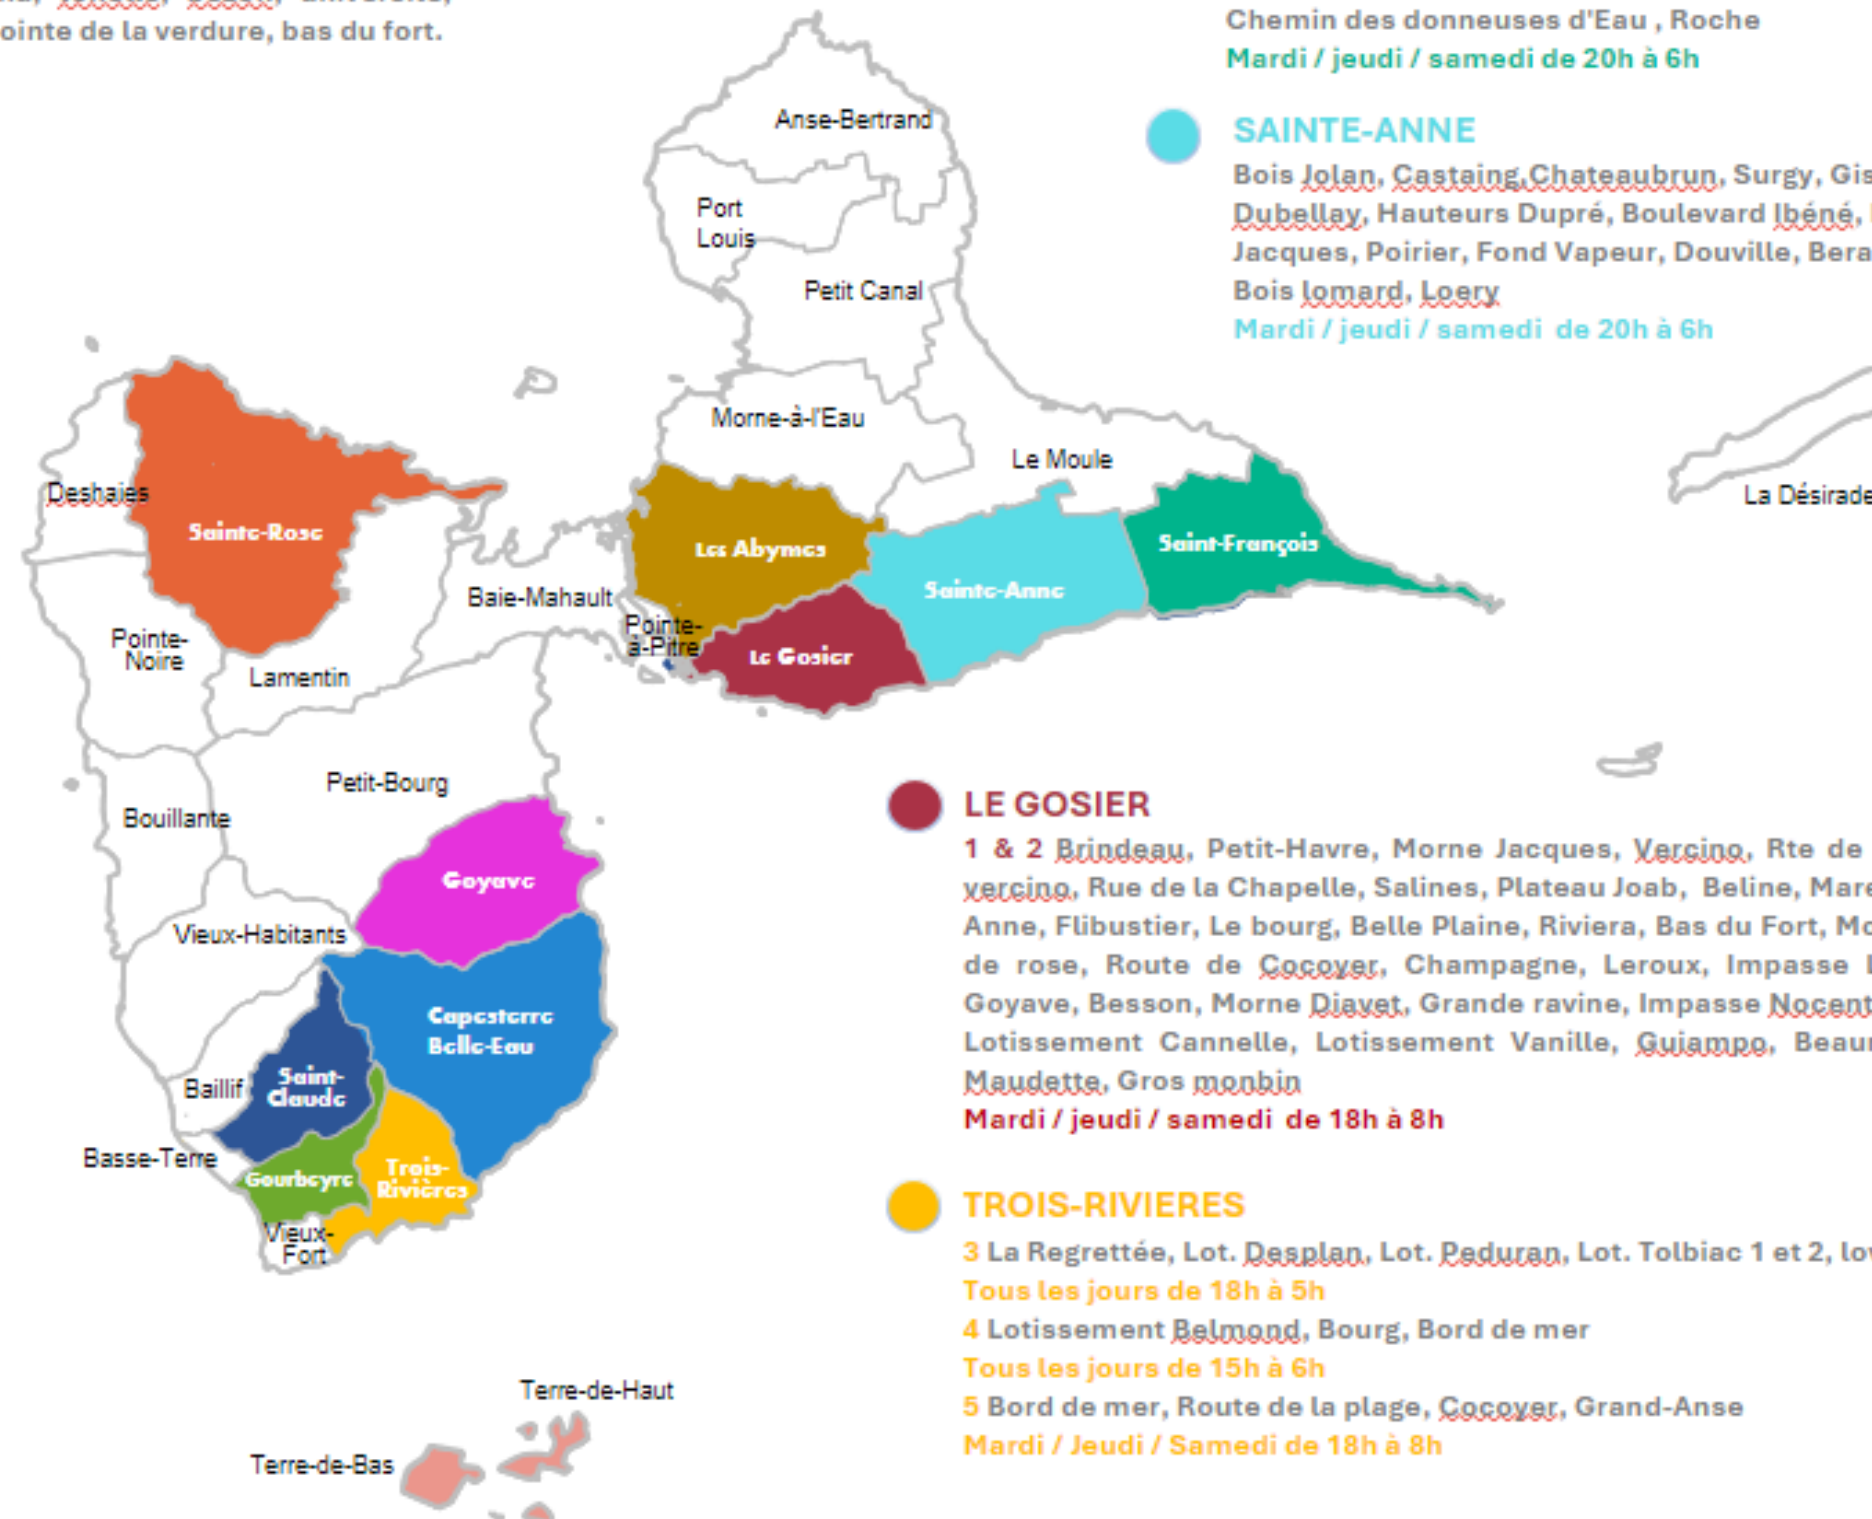 ointe de la verdure, bas du fort.
Chemin des donneuses d'Eau , Roche
Mardi / jeudi / samedi de 20h à 6h
SAINTE-ANNE
Bois Jolan, Castaing,Chateaubrun, Surgy, Gis
Dubellay, Hauteurs Dupré, Boulevard Ibéné,
Jacques, Poirier, Fond Vapeur, Douville, Bera
Bois lomard, Loery
Mardi / jeudi / samedi de 20h à 6h
Anse-Bertrand
Port
Louis
Petit Canal
Morne-à-l'Eau
Le Moule
La Désirade
Deshaies
Sainte-Rose
Les Abymes
Saint-François
Sainte-Anne
Baie-Mahault
Pointe-
à-Pitre
Le Gosier
Pointe-
Noire
Lamentin
Petit-Bourg
Bouillante
Goyave
Vieux-Habitants
Capesterre
Belle-Eau
Saint-
Claude
Baillif
Basse-Terre
Gourbeyre
Trois-
Rivières
Vieux-
Fort
Terre-de-Haut
Terre-de-Bas
LE GOSIER
1 & 2 Brindeau, Petit-Havre, Morne Jacques, Vercino, Rte de
vercino, Rue de la Chapelle, Salines, Plateau Joab, Beline, Mare
Anne, Flibustier, Le bourg, Belle Plaine, Riviera, Bas du Fort, Mo
de rose, Route de Cocoyer, Champagne, Leroux, Impasse
Goyave, Besson, Morne Diavet, Grande ravine, Impasse Nocent
Lotissement Cannelle, Lotissement Vanille, Guiampo, Beau
Maudette, Gros monbin
Mardi / jeudi / samedi de 18h à 8h
TROIS-RIVIERES
3 La Regrettée, Lot. Desplan, Lot. Peduran, Lot. Tolbiac 1 et 2, lo
Tous les jours de 18h à 5h
4 Lotissement Belmond, Bourg, Bord de mer
Tous les jours de 15h à 6h
5 Bord de mer, Route de la plage, Cocoyer, Grand-Anse
Mardi / Jeudi / Samedi de 18h à 8h